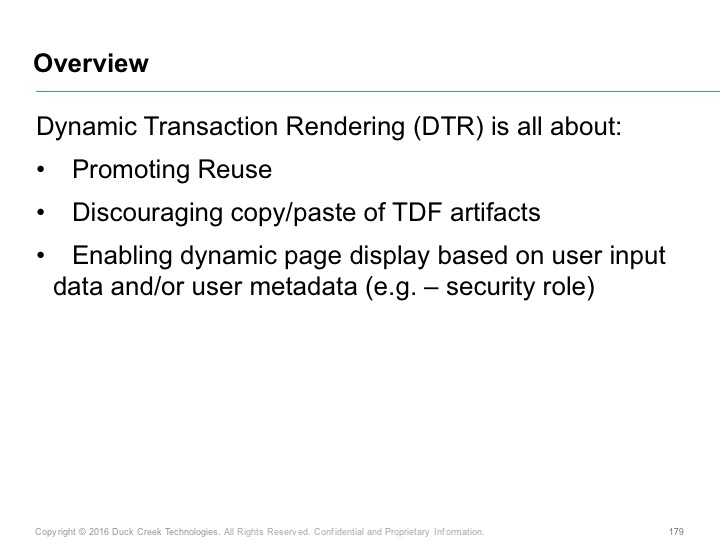 Overview
Dynamic Transaction Rendering (DTR) is all about:
• Promoting Reuse
• Discouraging copy/paste of TDF artifacts
• Enabling dynamic page display based on user input
data and/or user metadata (e.g. – security role)
Copyright © 2016 Duck Creek Technologies. All Rights Reserved. Confidential and Proprietary Information.
179